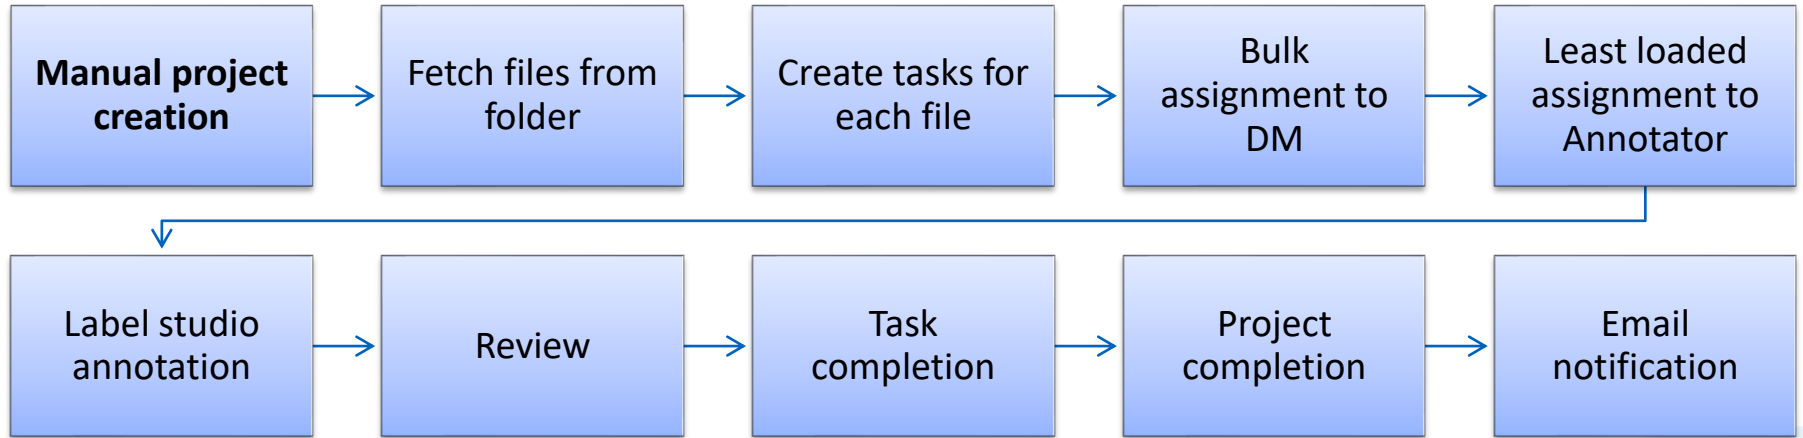 Manual project
creation
Fetch files from
folder
Create tasks for
each file
Bulk
assignment to
DM
Least loaded
assignment to
Annotator
Label studio
annotation
Review
Task
completion
Project
completion
Email
notification